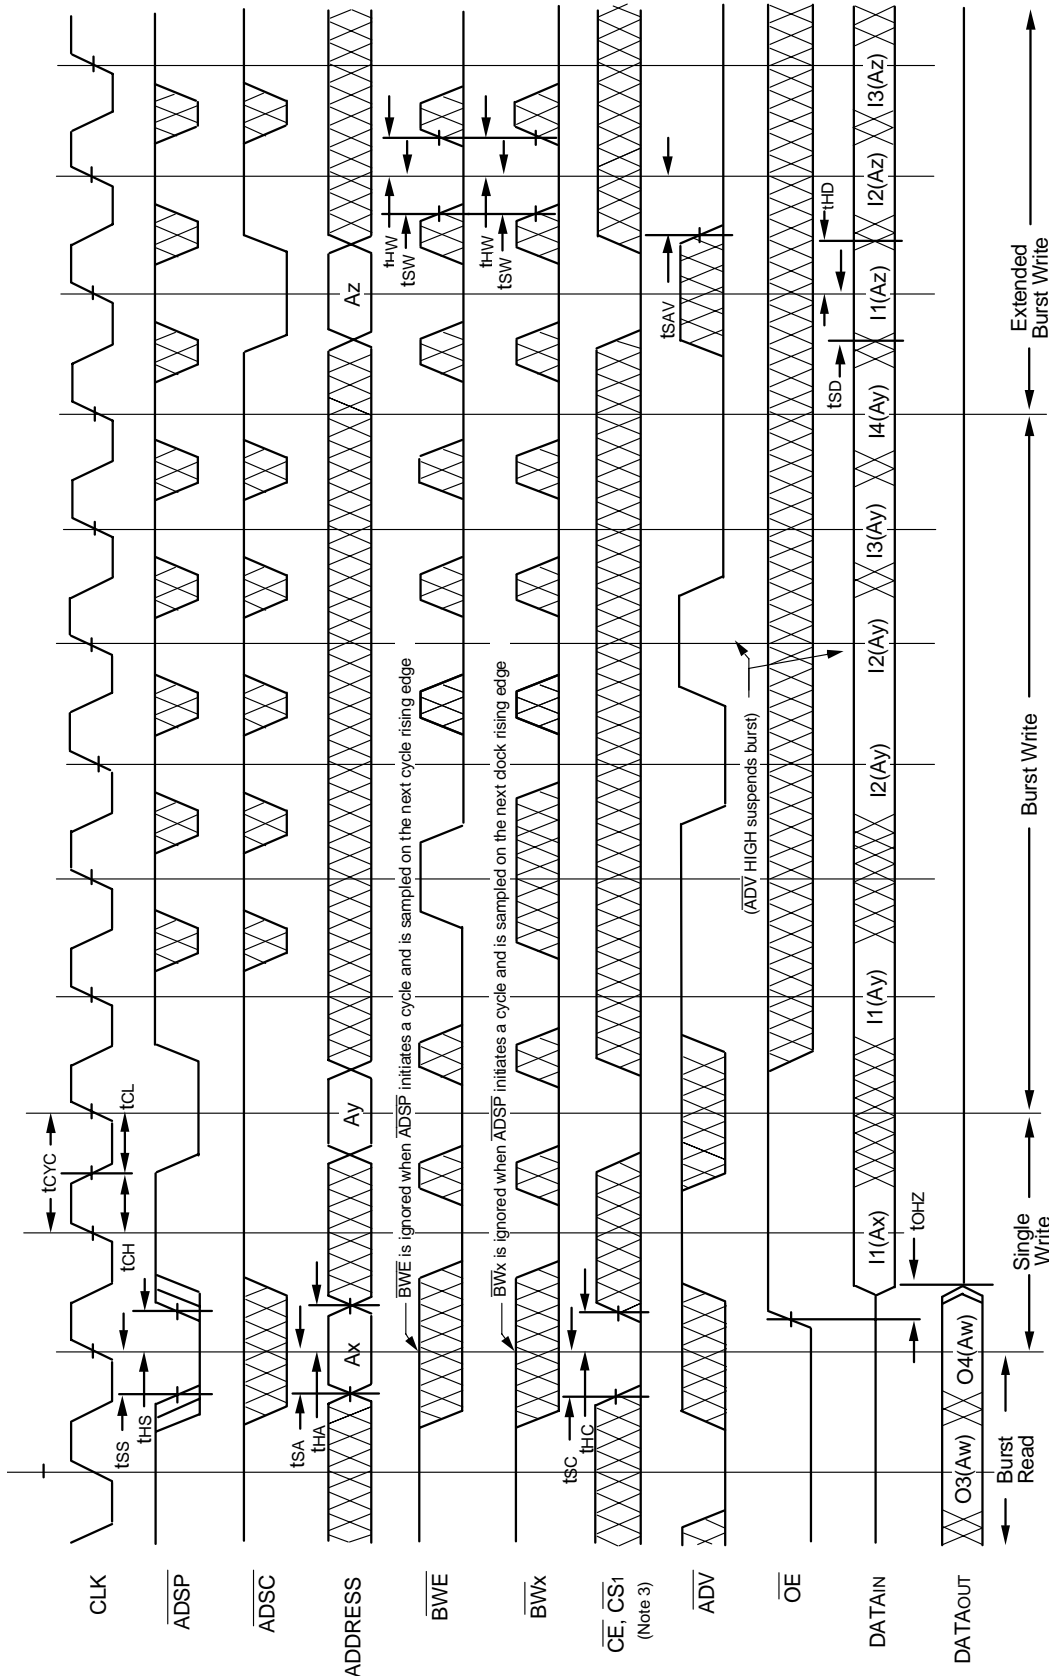 CLK
tCYC
tCH
tCL
ADSP
tSS
tHS
ADSC
ADDRESS
tSA
tHA
Ax
Ay
Az
BWE
BWE is ignored when ADSP initiates a cycle and is sampled on the next cycle rising edge
tHW
tSW
BWx
BWx is ignored when ADSP initiates a cycle and is sampled on the next dock rising edge
tHW
tSW
CE, CS1
(Note 3)
tSC
tHC
ADV
(ADV HIGH suspends burst)
tSAV
OE
tOHZ
tSD
tHD
DATAIN
I1(Ax)
I1(Ay)
I2(Ay)
I2(Ay)
I3(Ay)
I4(Ay)
I1(Az)
I2(Az)
I3(Az)
DATAOUT
O3(Aw)
O4(Aw)
Burst
Read
Single
Write
Burst Write
Extended
Burst Write